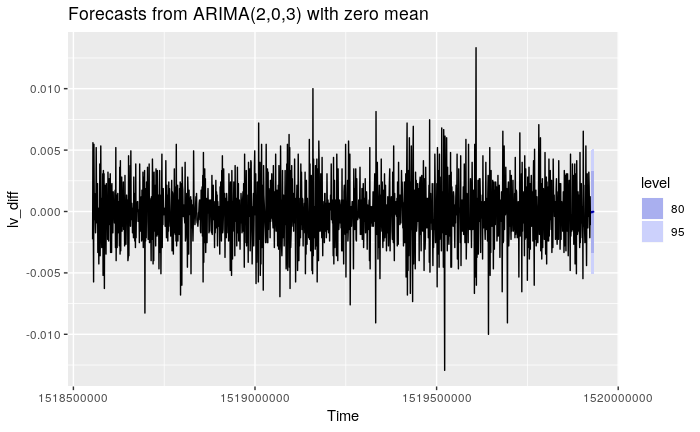 Forecasts from ARIMA(2,0,3) with zero mean
0.010
0.005
0.000
-0.005
-0.010
lv_diff
1518500000
1519000000
1519500000
1520000000
Time
level
80
95